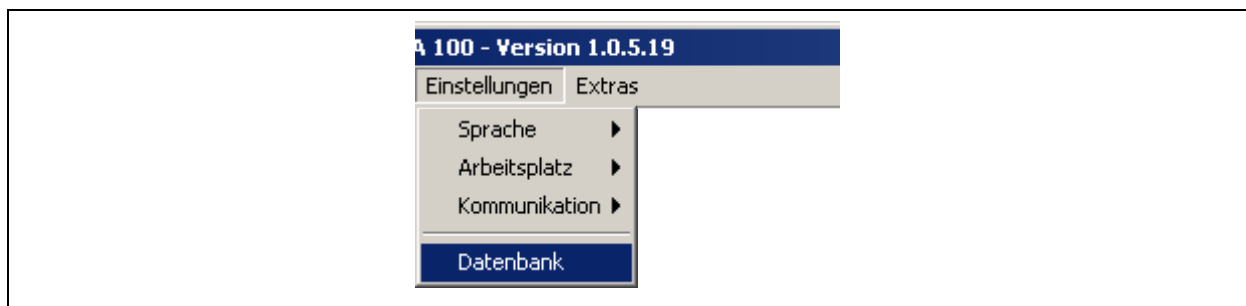 A 100 - Version 1.0.5.19
Einstellungen Extras
Sprache
Arbeitsplatz
Kommunikation
Datenbank